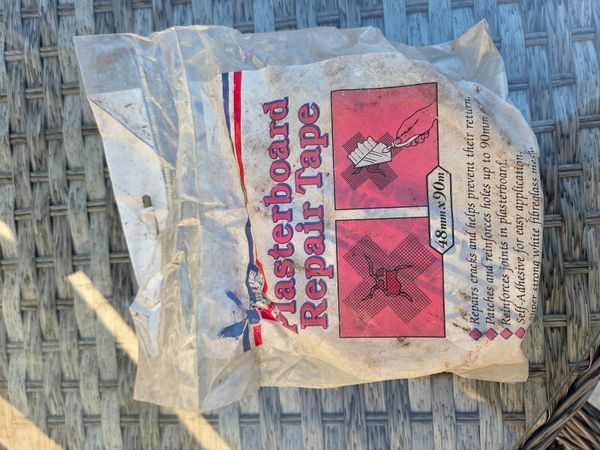 Plasterboard
Repair Tape
48mm x 90m
Repairs cracks and helps prevent their return.
Patches and reinforces holes up to 90mm
Reinforces joints in plasterboard.
Self-Adhesive for easy application.
Super strong white fibreglass mesh